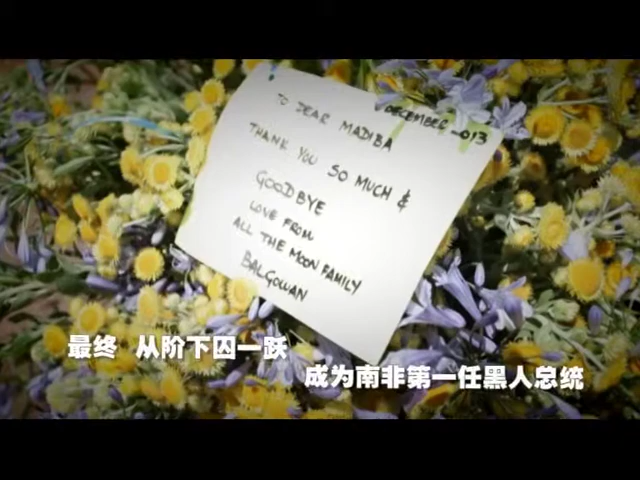 DECEMBER 2013
TO DEAR MADIBA
THANK YOU SO MUCH &
GOODBYE
LOVE FROM
ALL THE MOON FAMILY
BALGOWAN
最终 从阶下囚一跃
成为南非第一任黑人总统